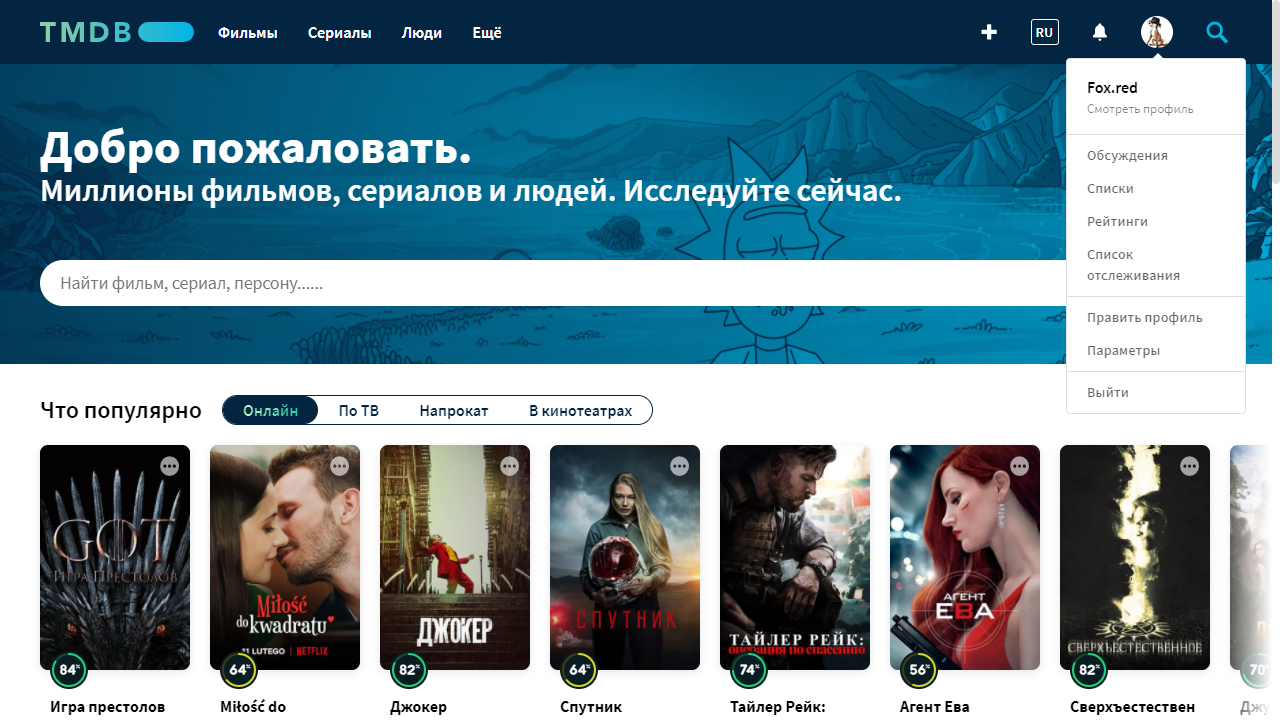 TMDB Фильмы Сериалы Люди Ещё RU
Fox.red
Смотреть профиль
Обсуждения
Списки
Рейтинги
Список
отслеживания
Править профиль
Параметры
Выйти
Добро пожаловать.
Миллионы фильмов, сериалов и людей. Исследуйте сейчас.
Найти фильм, сериал, персону......
Что популярно Онлайн По ТВ Напрокат В кинотеатрах
GOT
ИГРА ПРЕСТОЛОВ
84%
Игра престолов
Miłość
do kwadratu
11 LUTEGO | NETFLIX
64%
Miłość do
ДЖОКЕР
82%
Джокер
СПУТНИК
64%
Спутник
ТАЙЛЕР РЕЙК:
операция по спасению
74%
Тайлер Рейк:
АГЕНТ
ЕВА
56%
Агент Ева
СВЕРХЪЕСТЕСТВЕННОЕ
82%
Сверхъестествен
70%
Джу